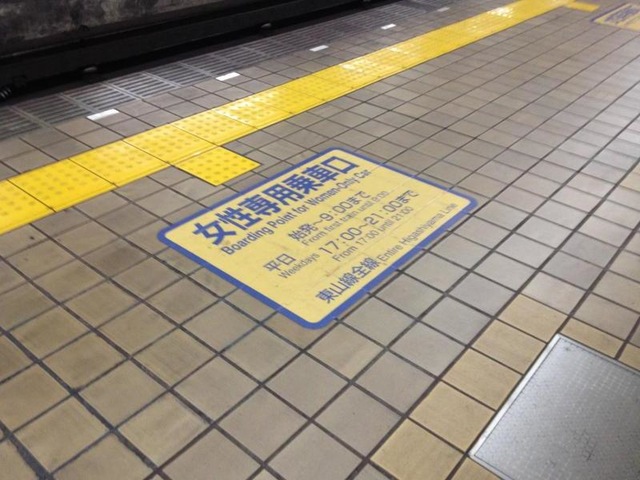 女性専用乗車口
Boarding Point for Woman-Only Car
平日 始発~9:00まで
Weekdays From first train until 9:00
17:00~21:00まで
From 17:00 until 21:00
東山線全線(Entire Higashiyama Line)